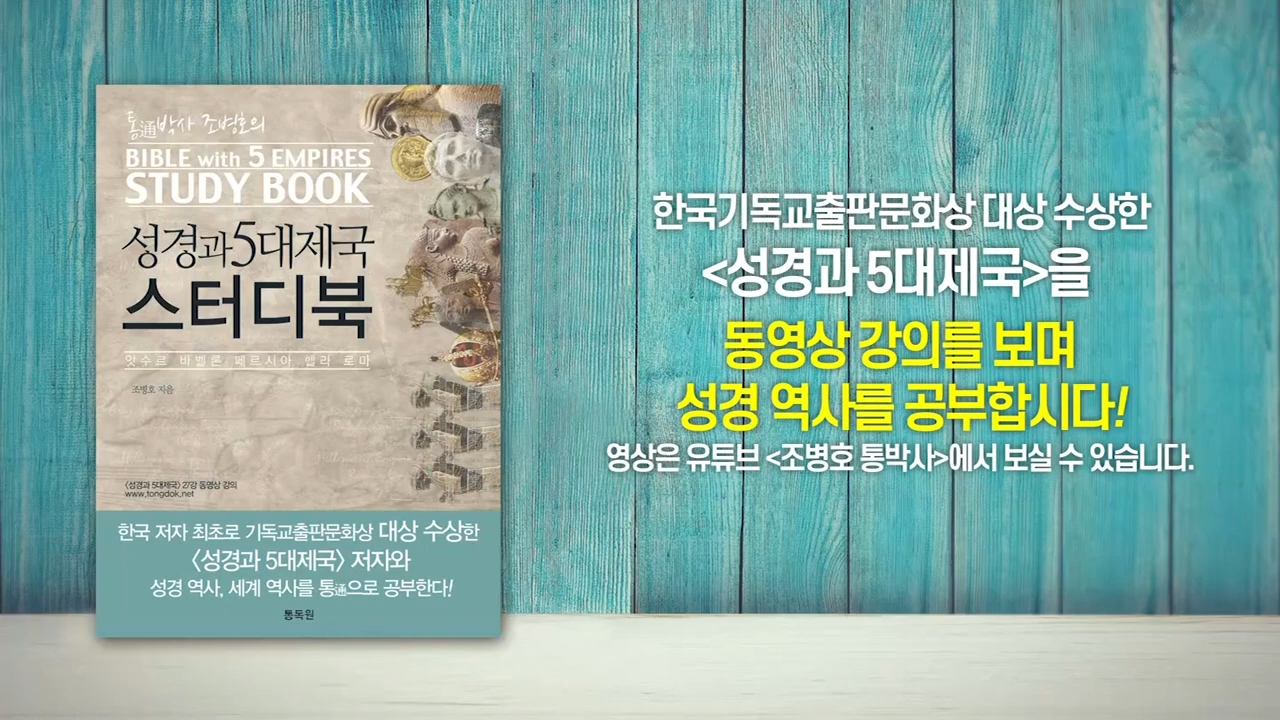 통通박사 조병호의
BIBLE with 5 EMPIRES
STUDY BOOK
성경과5대제국
스터디북
앗수르 바벨론 페르시아 헬라 로마
조병호 지음
〈성경과 5대제국〉 27강 동영상 강의
www.tongdok.net
한국 저자 최초로 기독교출판문화상 대상 수상한
〈성경과 5대제국〉 저자와
성경 역사, 세계 역사를 통通으로 공부한다!
통독원
한국기독교출판문화상 대상 수상한
<성경과 5대제국>을
동영상 강의를 보며
성경 역사를 공부합시다!
영상은 유튜브 <조병호 통박사>에서 보실 수 있습니다.